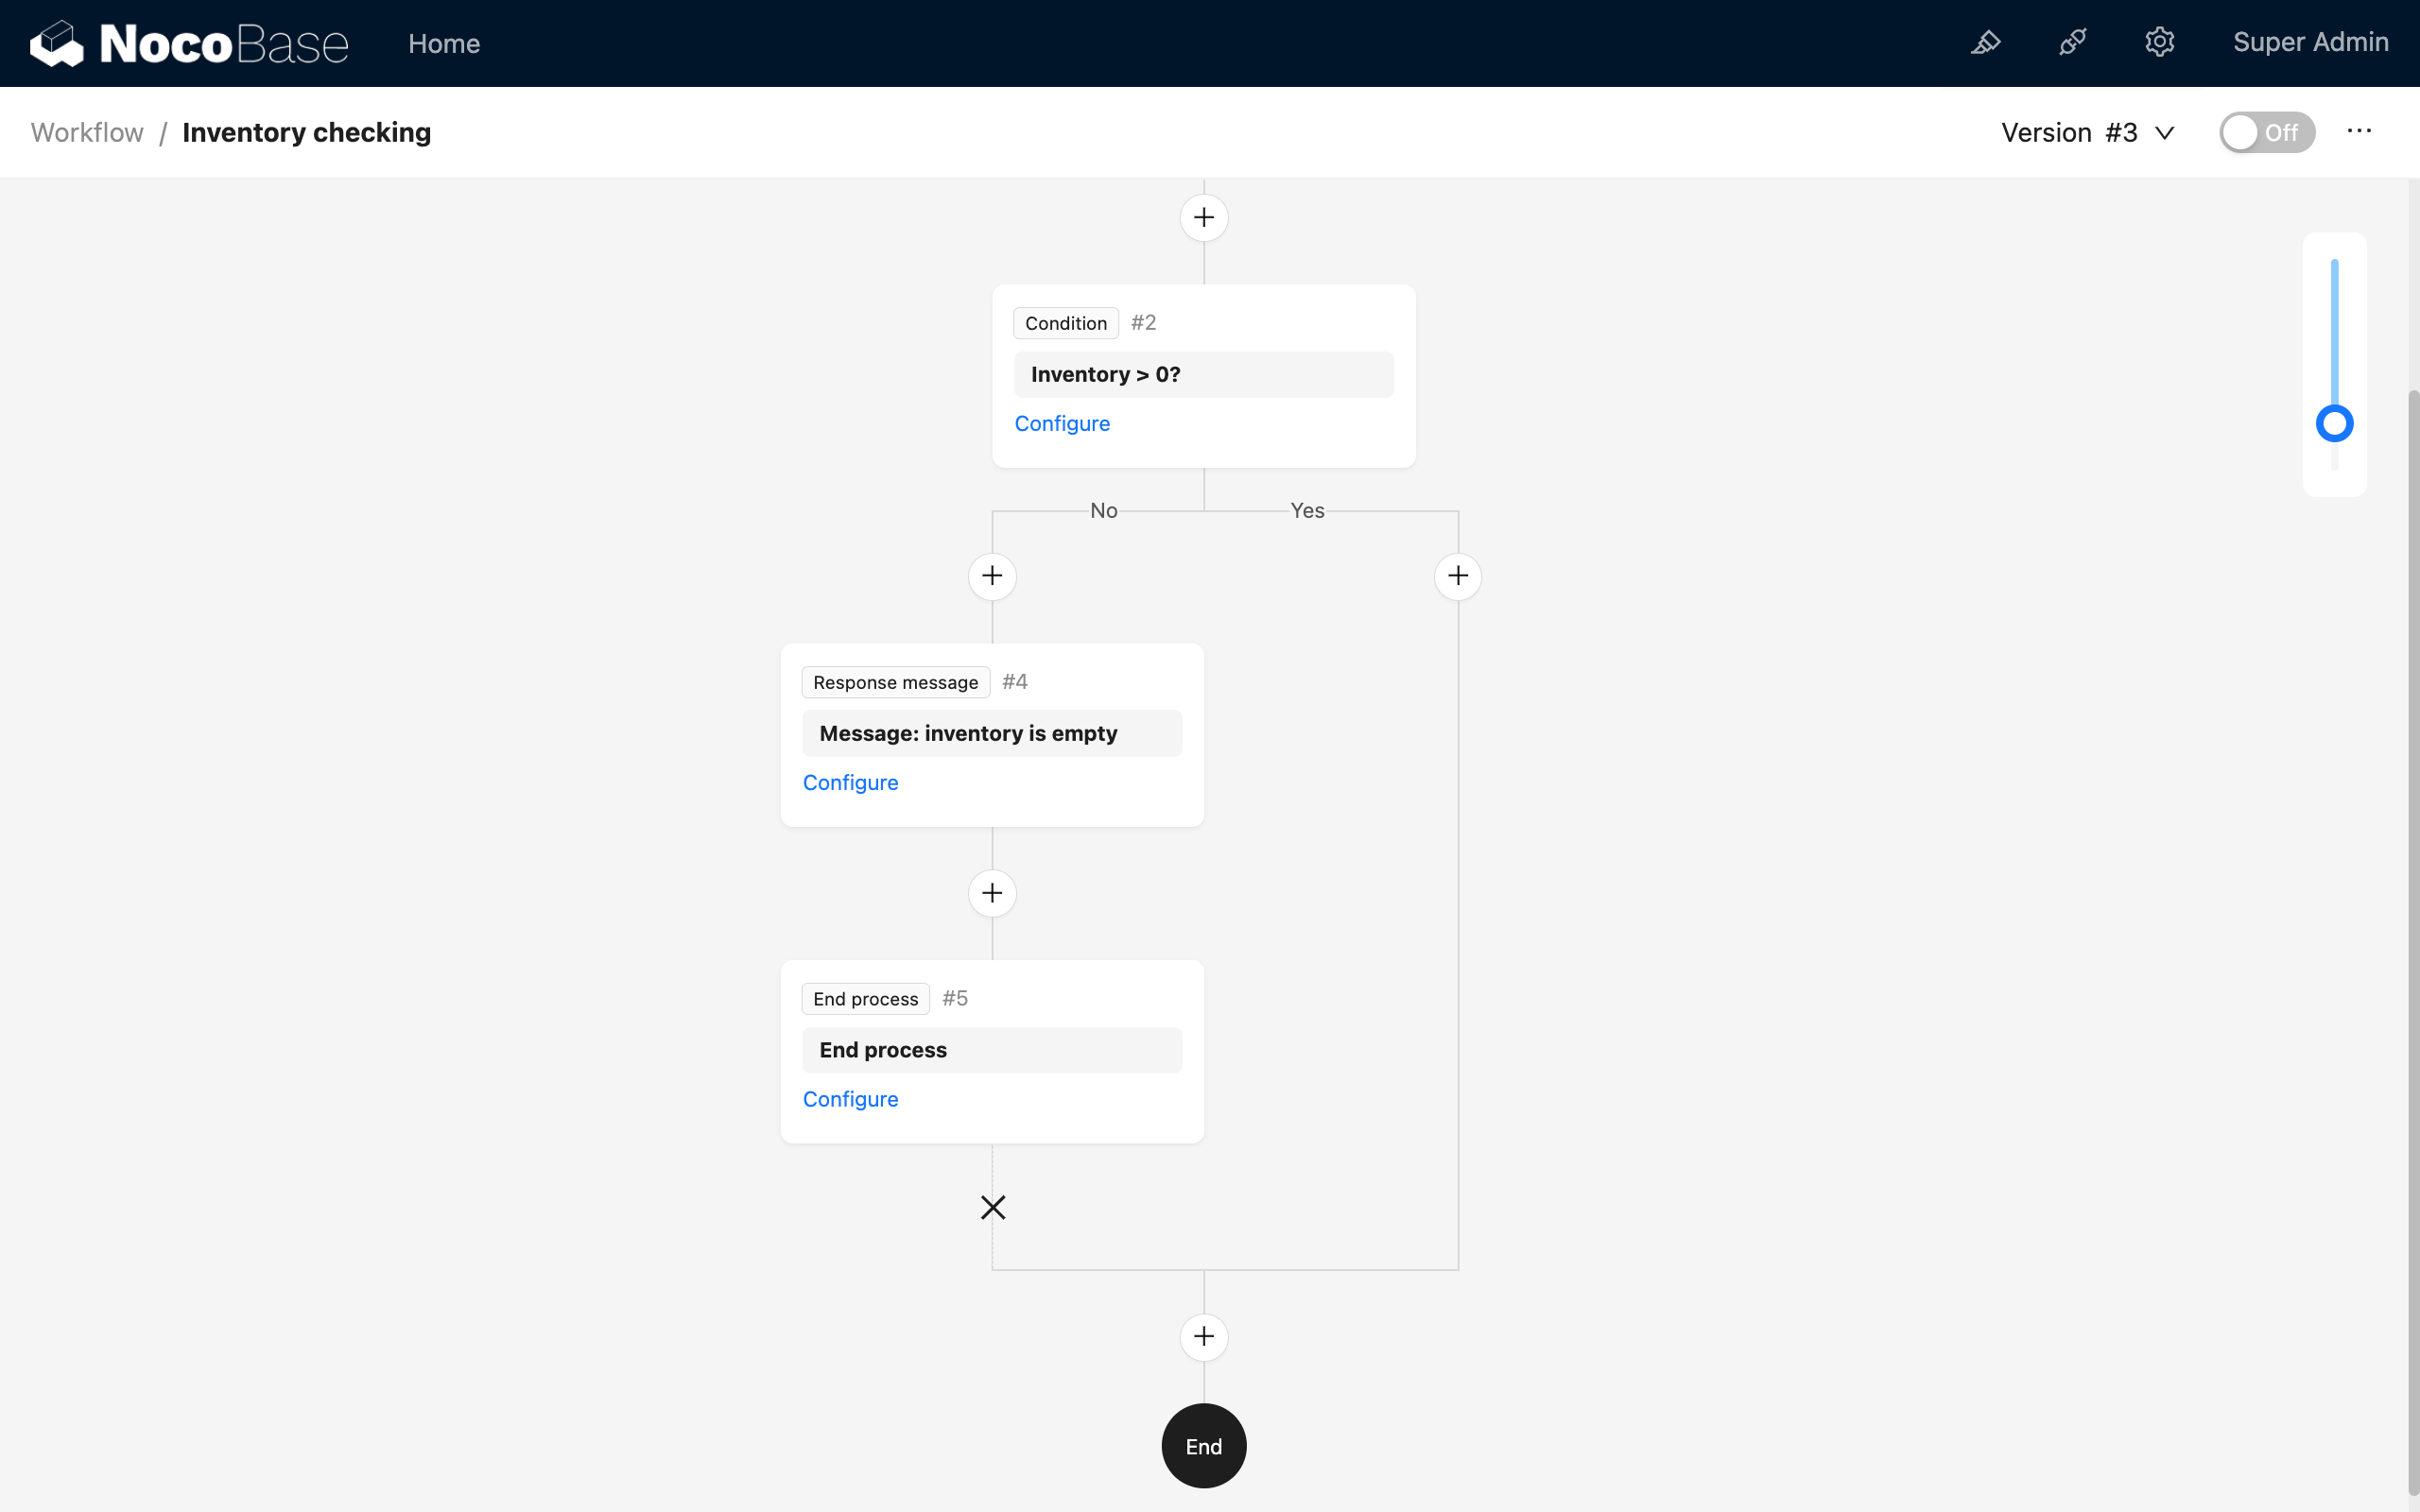 NocoBase Home Super Admin
Workflow / Inventory checking Version #3 Off
Condition #2
Inventory > 0?
Configure
No Yes
Response message #4
Message: inventory is empty
Configure
End process #5
End process
Configure
End